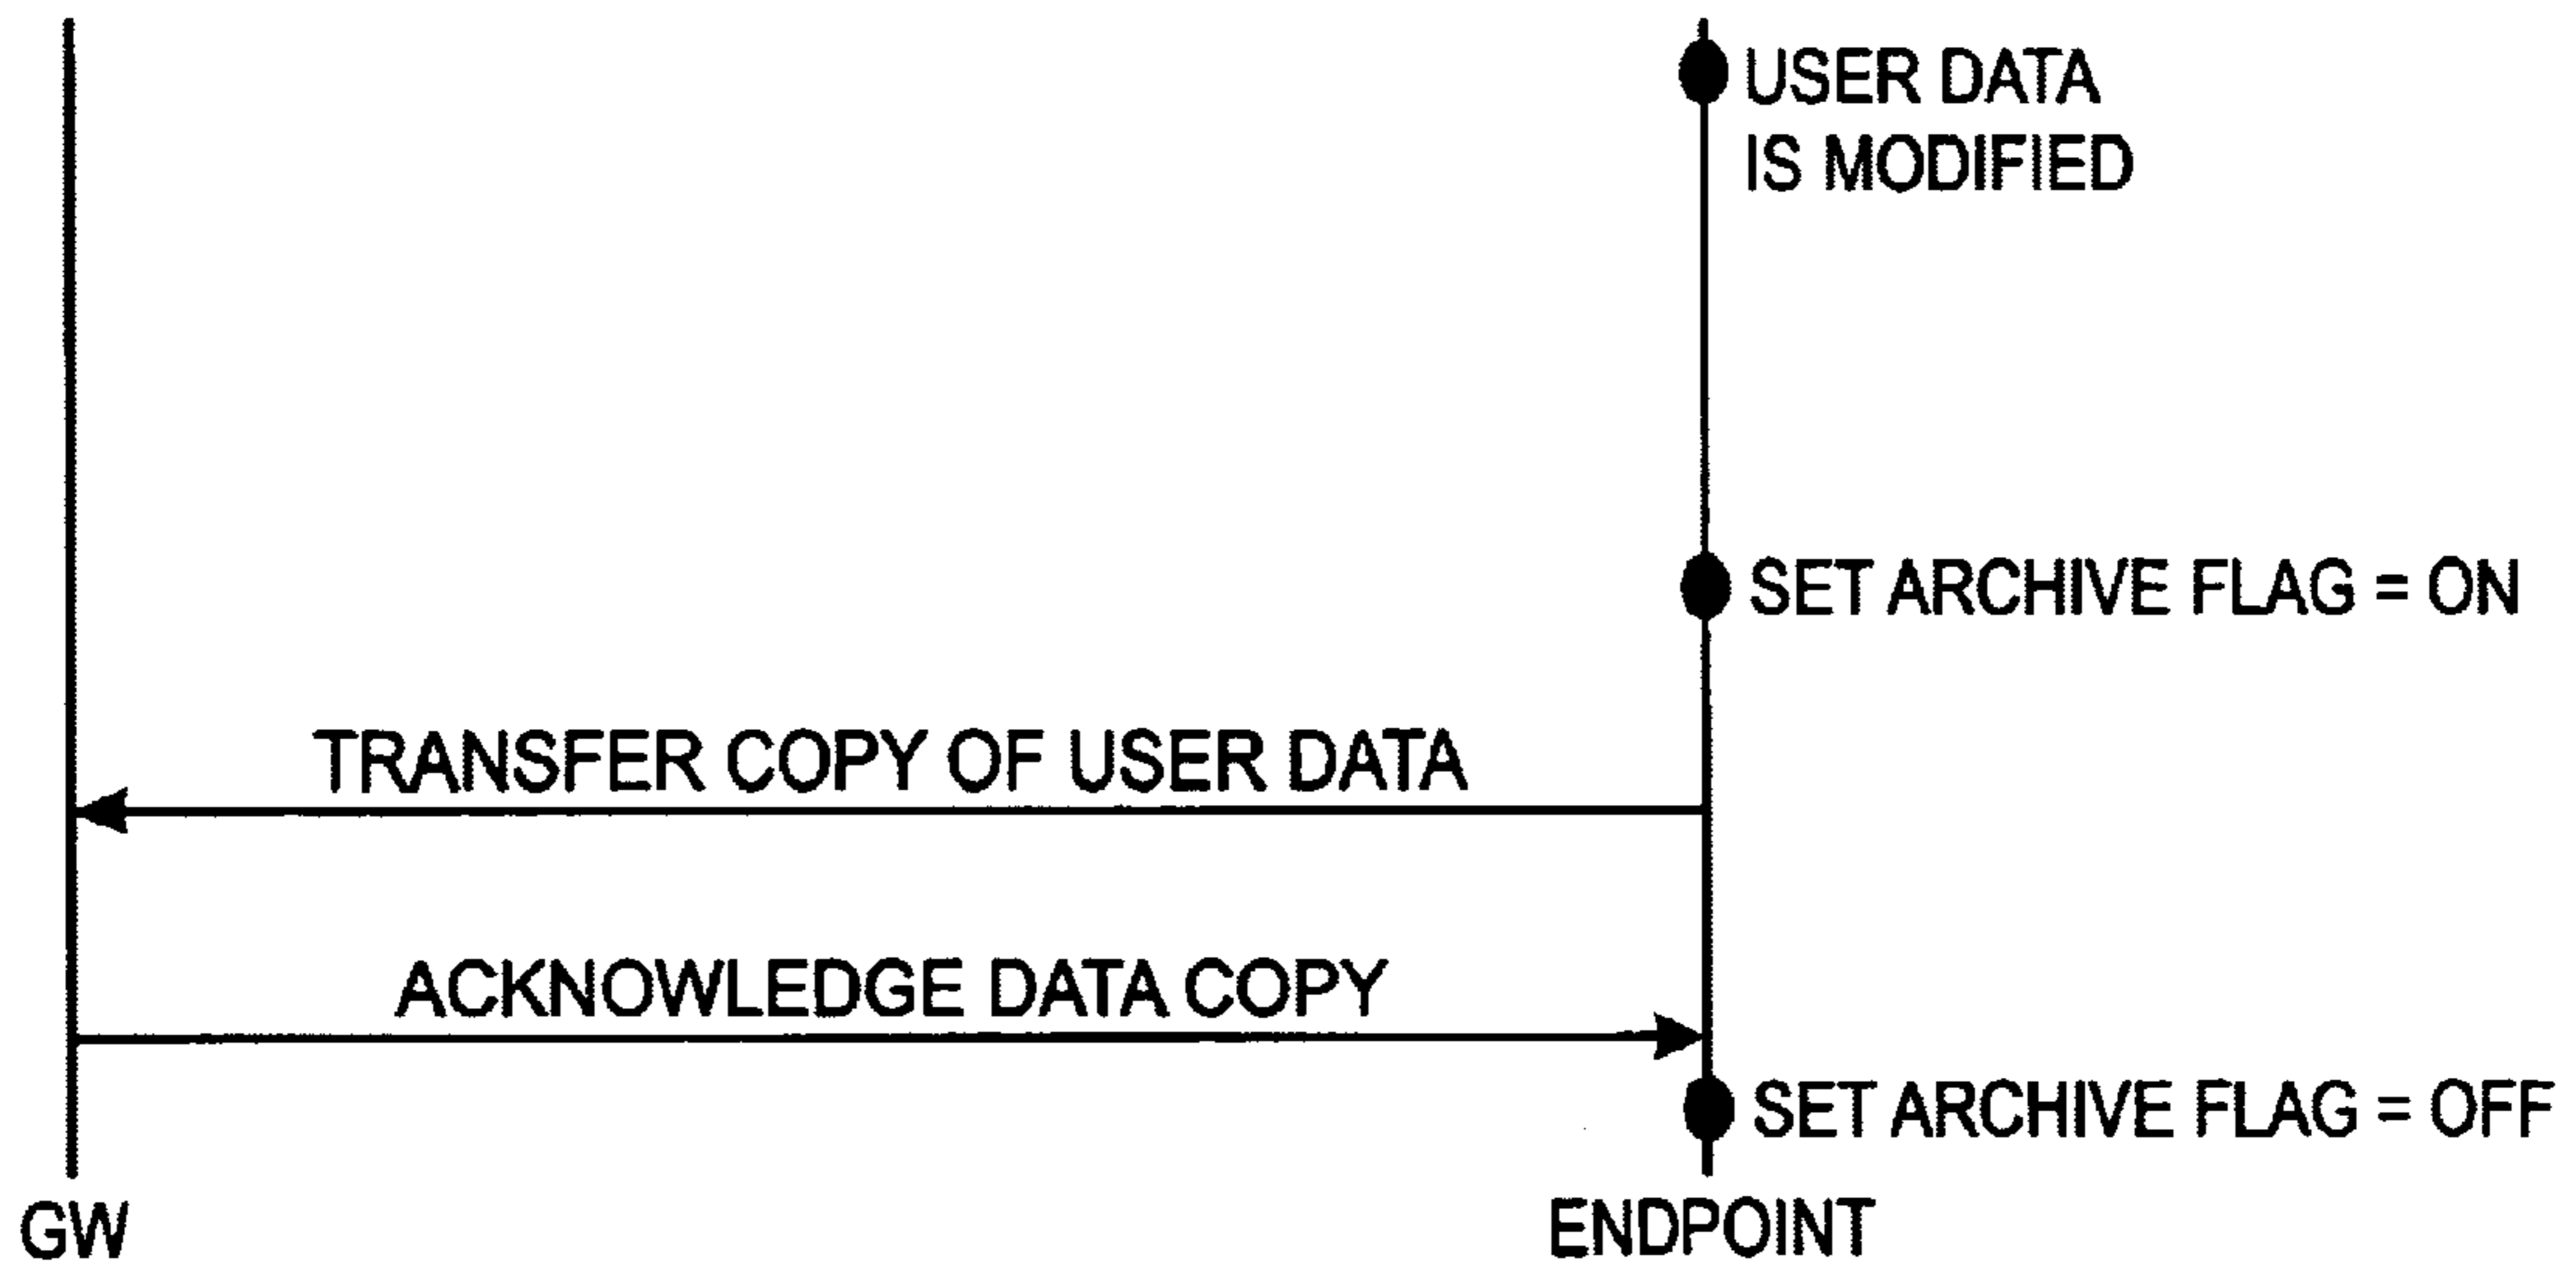 USER DATA
IS MODIFIED
SET ARCHIVE FLAG = ON
TRANSFER COPY OF USER DATA
ACKNOWLEDGE DATA COPY
SET ARCHIVE FLAG = OFF
GW
ENDPOINT